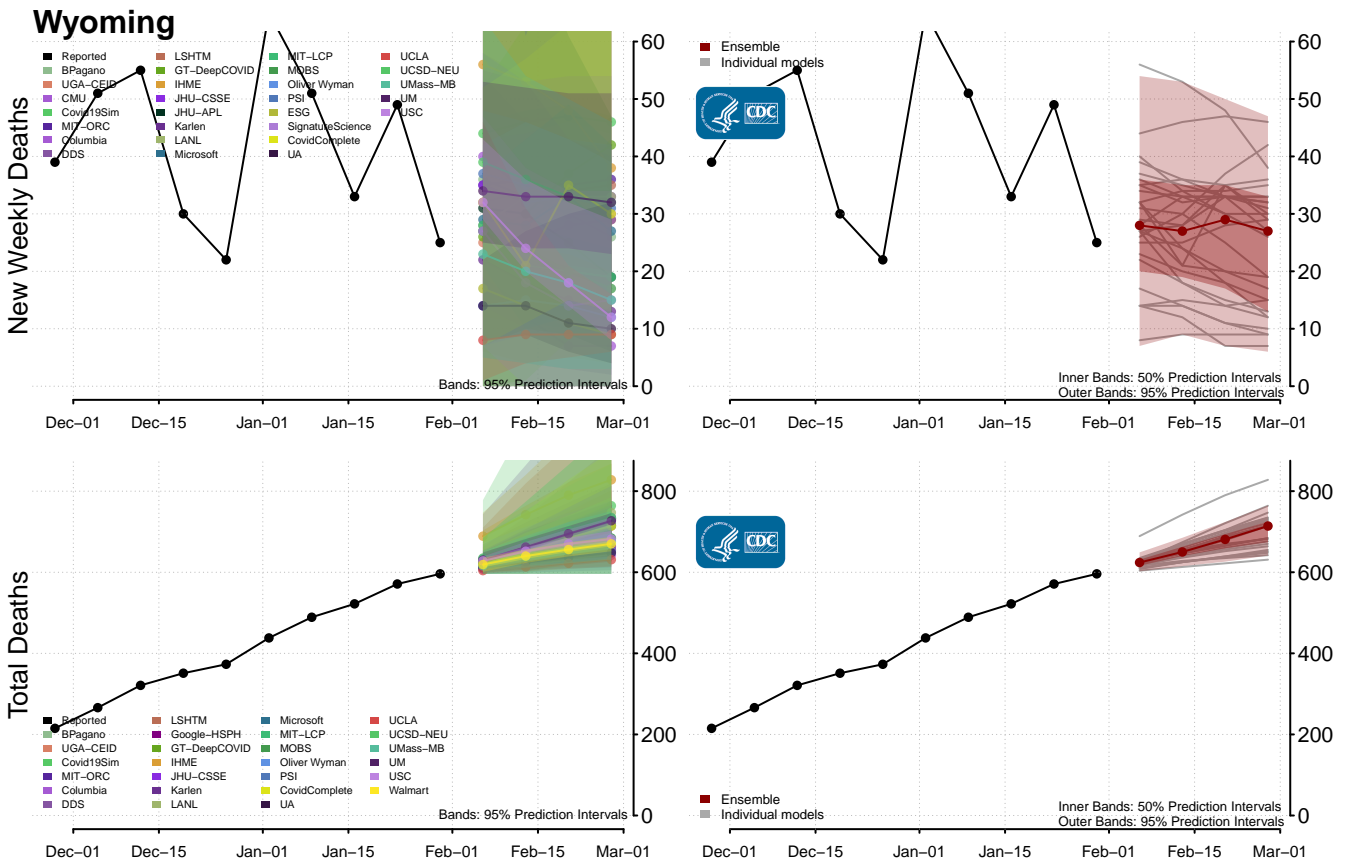 Wyoming
New Weekly Deaths
Reported
BPagano
UGA−CEID
CMU
Covid19Sim
MIT−ORC
Columbia
DDS
LSHTM
GT−DeepCOVID
IHME
JHU−CSSE
JHU−APL
Karlen
LANL
Microsoft
MIT−LCP
MOBS
Oliver Wyman
PSI
ESG
SignatureScience
CovidComplete
UA
UCLA
UCSD−NEU
UMass−MB
UM
USC
Bands: 95% Prediction Intervals
60
50
40
30
20
10
0
Dec−01
Dec−15
Jan−01
Jan−15
Feb−01
Feb−15
Mar−01
Ensemble
Individual models
CDC
Inner Bands: 50% Prediction Intervals
Outer Bands: 95% Prediction Intervals
60
50
40
30
20
10
0
Dec−01
Dec−15
Jan−01
Jan−15
Feb−01
Feb−15
Mar−01
Total Deaths
Reported
BPagano
UGA−CEID
Covid19Sim
MIT−ORC
Columbia
DDS
LSHTM
Google−HSPH
GT−DeepCOVID
IHME
JHU−CSSE
Karlen
LANL
Microsoft
MIT−LCP
MOBS
Oliver Wyman
PSI
CovidComplete
UA
UCLA
UCSD−NEU
UMass−MB
UM
USC
Walmart
Bands: 95% Prediction Intervals
800
600
400
200
0
Dec−01
Dec−15
Jan−01
Jan−15
Feb−01
Feb−15
Mar−01
CDC
Ensemble
Individual models
Inner Bands: 50% Prediction Intervals
Outer Bands: 95% Prediction Intervals
800
600
400
200
0
Dec−01
Dec−15
Jan−01
Jan−15
Feb−01
Feb−15
Mar−01